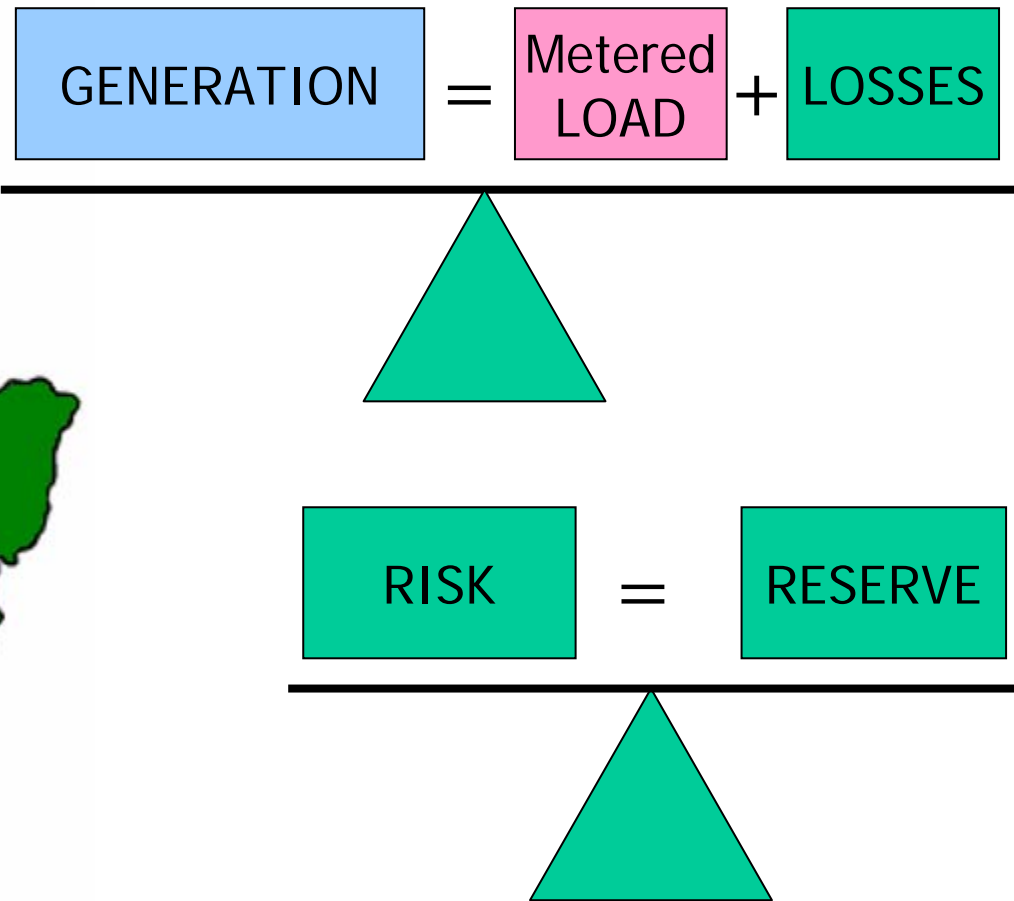 GENERATION = Metered LOAD + LOSSES
RISK = RESERVE